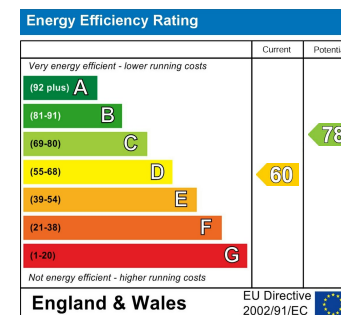 Energy Efficiency Rating
Current Potenti
Very energy efficient - lower running costs
(92 plus) A
(81-91) B
(69-80) C
78
(55-68) D
60
(39-54) E
(21-38) F
(1-20) G
Not energy efficient - higher running costs
England & Wales
EU Directive
2002/91/EC